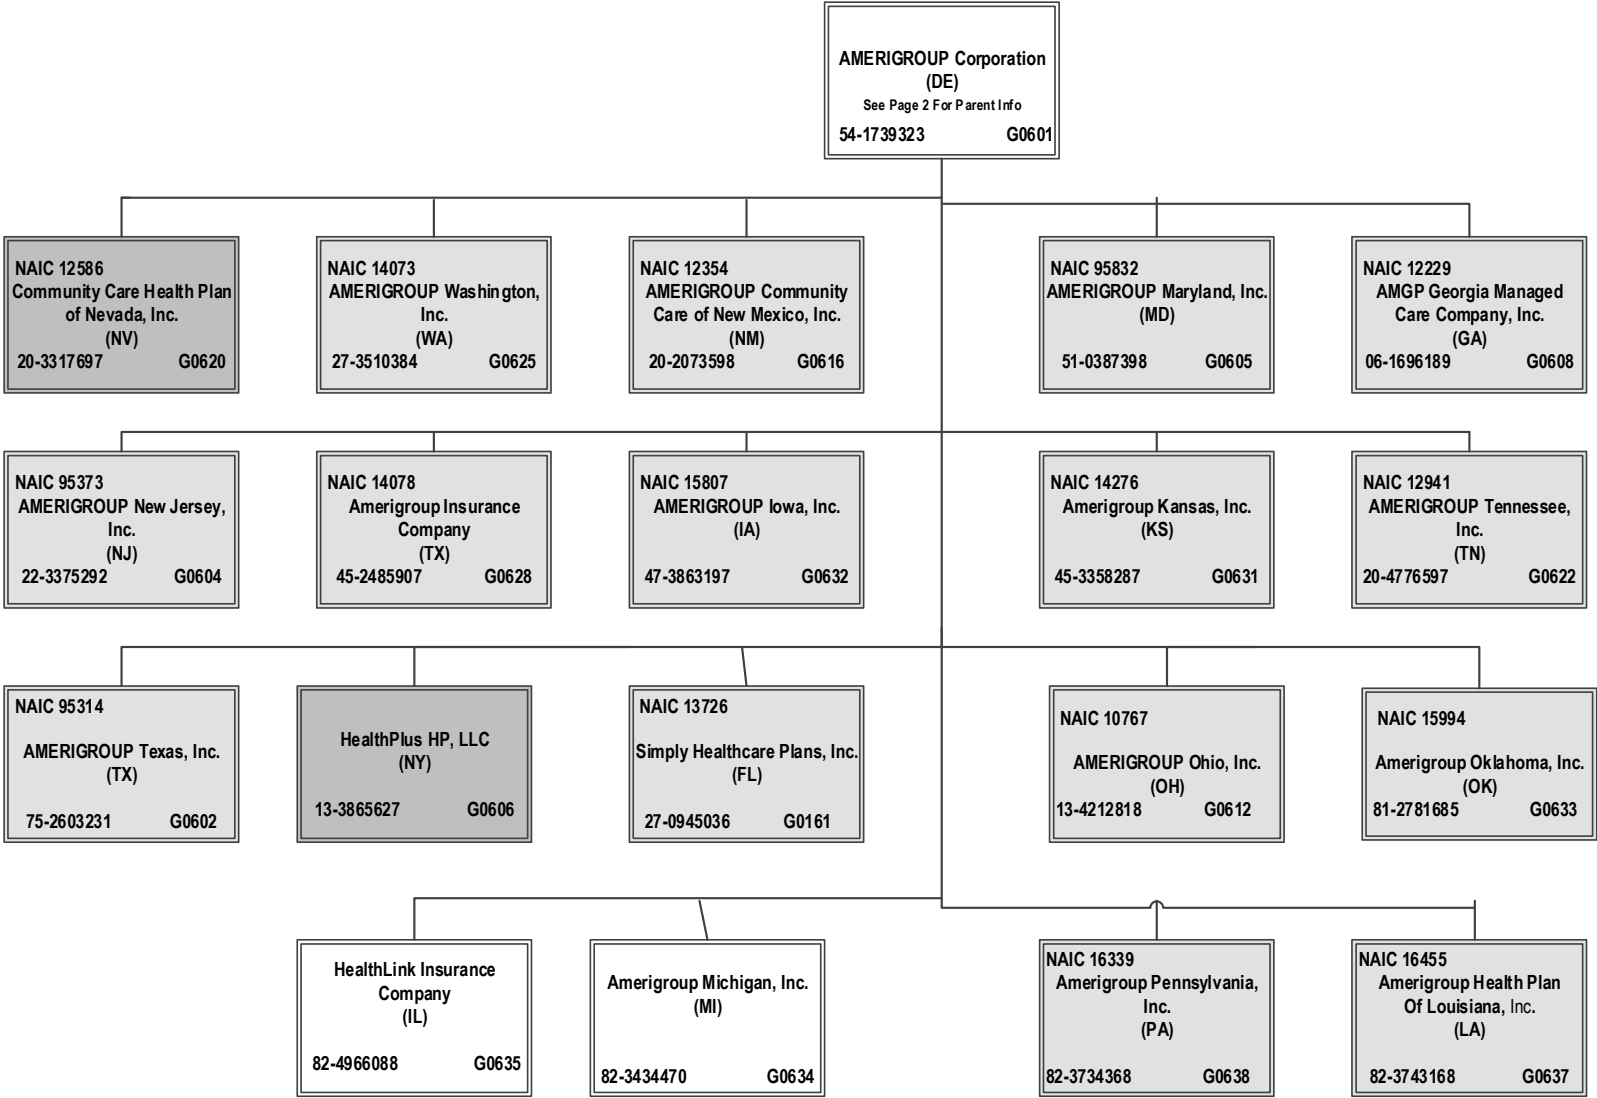 AMERIGROUP Corporation
(DE)
See Page 2 For Parent Info
54-1739323 G0601
NAIC 12586
Community Care Health Plan
of Nevada, Inc.
(NV)
20-3317697 G0620
NAIC 14073
AMERIGROUP Washington,
Inc.
(WA)
27-3510384 G0625
NAIC 12354
AMERIGROUP Community
Care of New Mexico, Inc.
(NM)
20-2073598 G0616
NAIC 95832
AMERIGROUP Maryland, Inc.
(MD)
51-0387398 G0605
NAIC 12229
AMGP Georgia Managed
Care Company, Inc.
(GA)
06-1696189 G0608
NAIC 95373
AMERIGROUP New Jersey,
Inc.
(NJ)
22-3375292 G0604
NAIC 14078
Amerigroup Insurance
Company
(TX)
45-2485907 G0628
NAIC 15807
AMERIGROUP Iowa, Inc.
(IA)
47-3863197 G0632
NAIC 14276
Amerigroup Kansas, Inc.
(KS)
45-3358287 G0631
NAIC 12941
AMERIGROUP Tennessee,
Inc.
(TN)
20-4776597 G0622
NAIC 95314
AMERIGROUP Texas, Inc.
(TX)
75-2603231 G0602
HealthPlus HP, LLC
(NY)
13-3865627 G0606
NAIC 13726
Simply Healthcare Plans, Inc.
(FL)
27-0945036 G0161
NAIC 10767
AMERIGROUP Ohio, Inc.
(OH)
13-4212818 G0612
NAIC 15994
Amerigroup Oklahoma, Inc.
(OK)
81-2781685 G0633
HealthLink Insurance
Company
(IL)
82-4966088 G0635
Amerigroup Michigan, Inc.
(MI)
82-3434470 G0634
NAIC 16339
Amerigroup Pennsylvania,
Inc.
(PA)
82-3734368 G0638
NAIC 16455
Amerigroup Health Plan
Of Louisiana, Inc.
(LA)
82-3743168 G0637